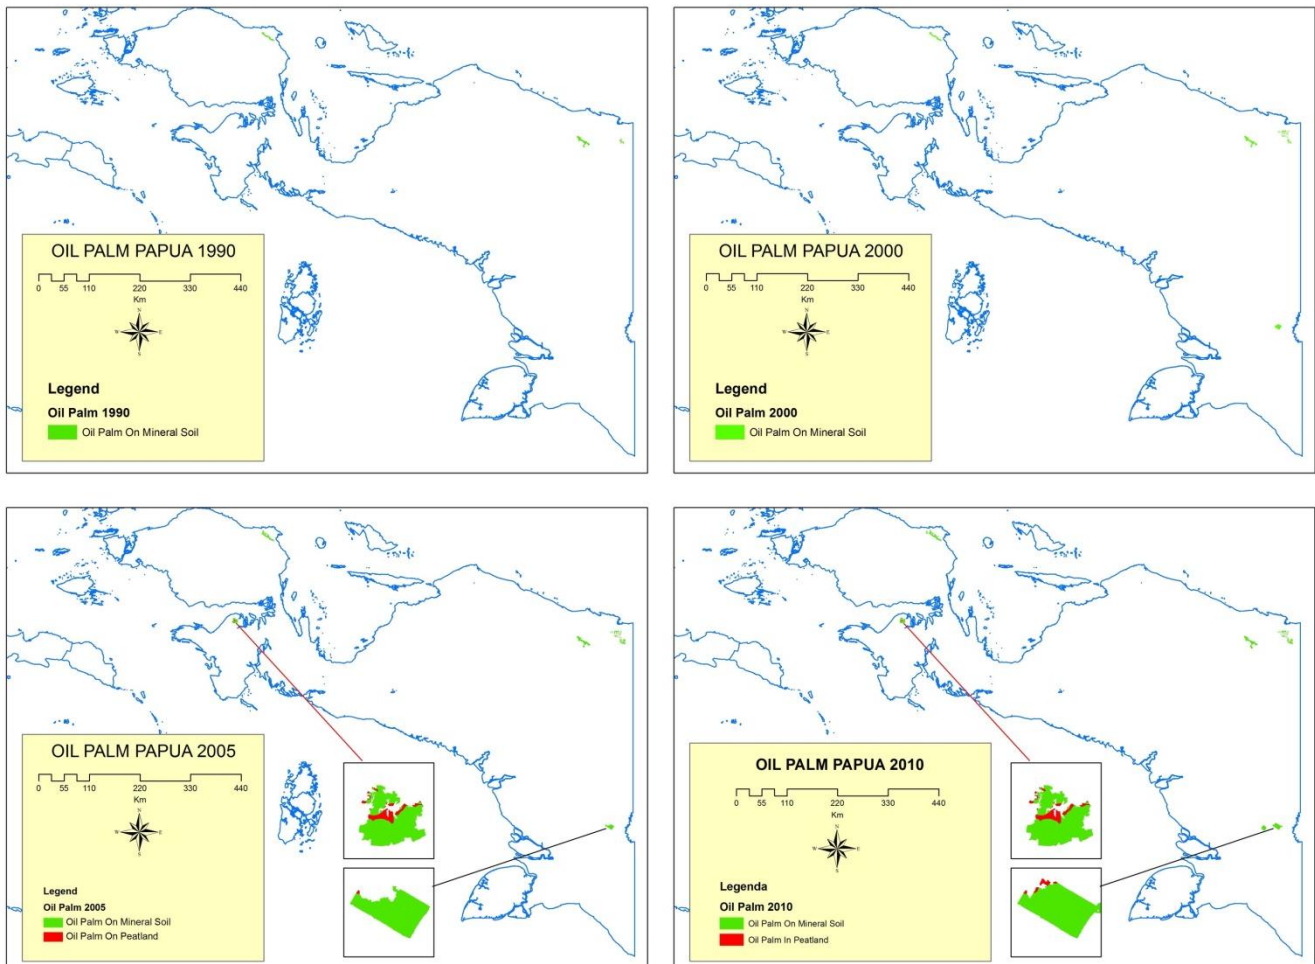 OIL PALM PAPUA 1990
0 55 110 220 330 440
Km
N
W E
S
Legend
Oil Palm 1990
Oil Palm On Mineral Soil
OIL PALM PAPUA 2000
0 55 110 220 330 440
Km
N
W E
S
Legend
Oil Palm 2000
Oil Palm On Mineral Soil
OIL PALM PAPUA 2005
0 55 110 220 330 440
Km
N
W E
S
Legend
Oil Palm 2005
Oil Palm On Mineral Soil
Oil Palm On Peatland
OIL PALM PAPUA 2010
0 55 110 220 330 440
Km
N
W E
S
Legenda
Oil Palm 2010
Oil Palm On Mineral Soil
Oil Palm In Peatland